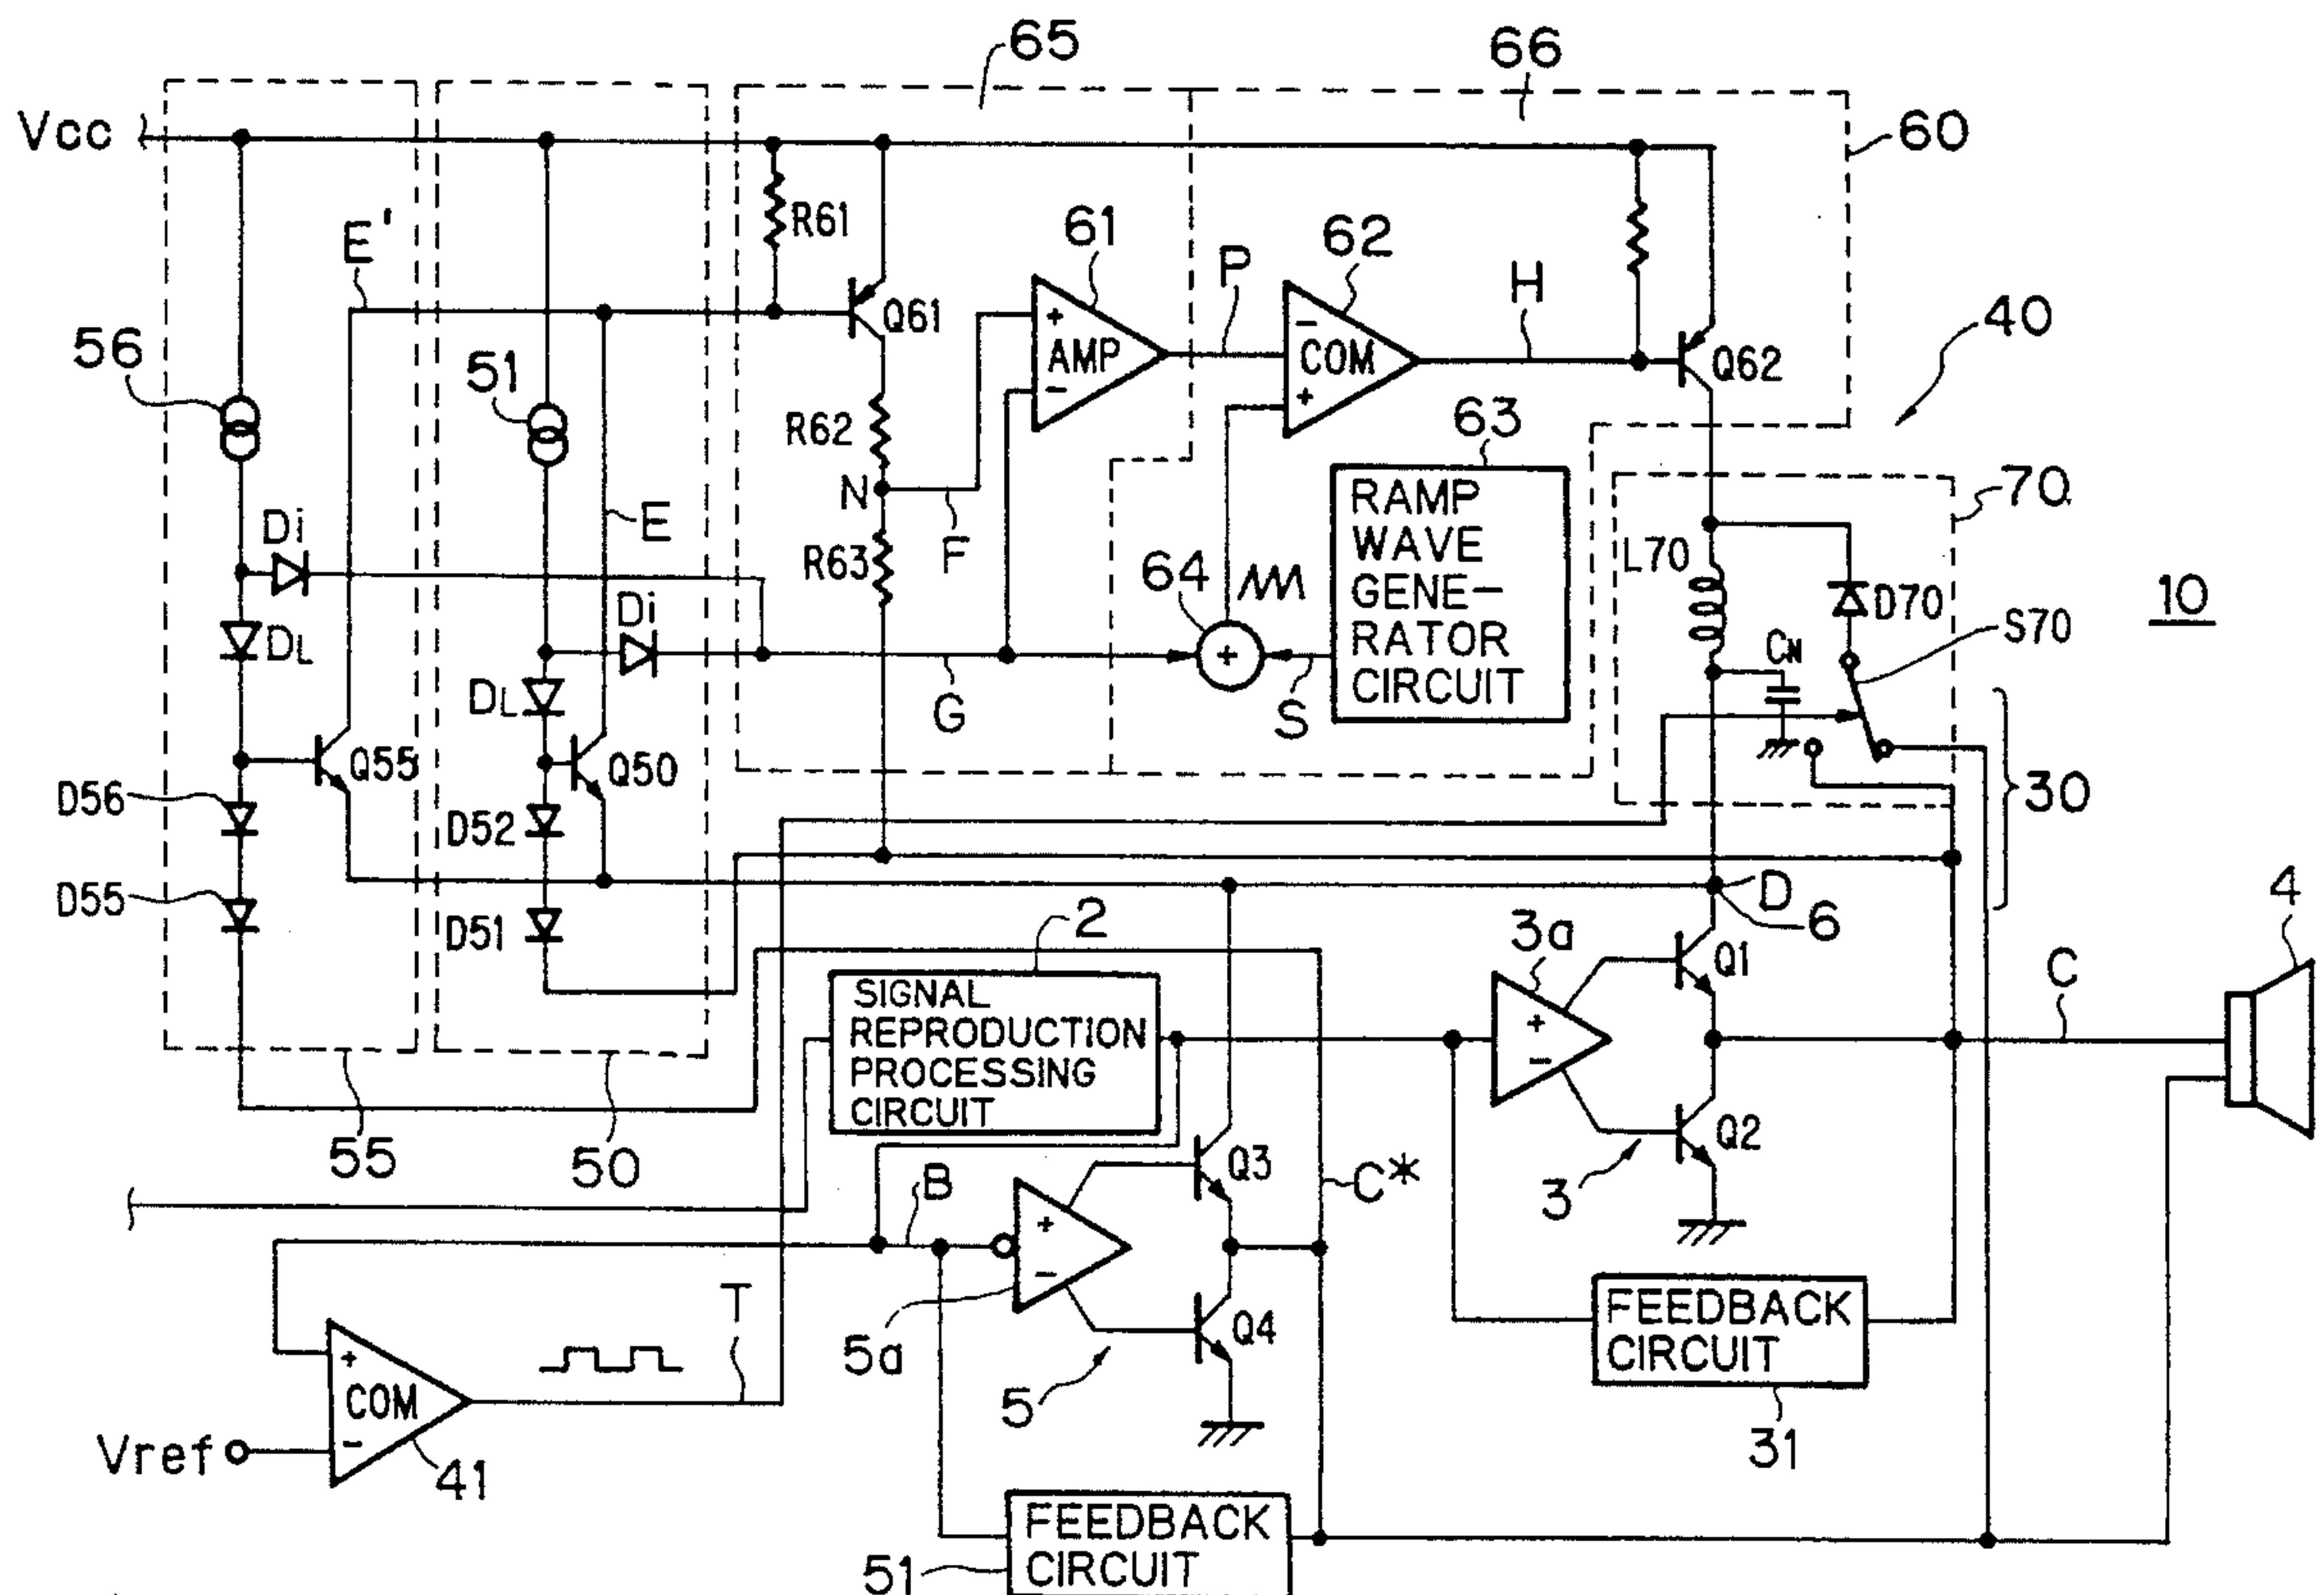 65
66
60
Vcc
E'
R61
Q61
61
+
AMP
-
P
62
-
COM
+
H
Q62
40
56
51
Di
DL
E
R62
N
F
R63
Di
DL
63
RAMP
WAVE
GENE-
RATOR
CIRCUIT
64
+
G
S
L70
D70
CN
S70
70
10
30
Q55
Q50
D56
D52
D55
D51
D
6
2
SIGNAL
REPRODUCTION
PROCESSING
CIRCUIT
3a
+
-
Q1
Q2
3
C
4
55
50
B
+
-
5a
5
Q3
Q4
C*
FEEDBACK
CIRCUIT
31
+
COM
-
T
Vref
41
FEEDBACK
CIRCUIT
51